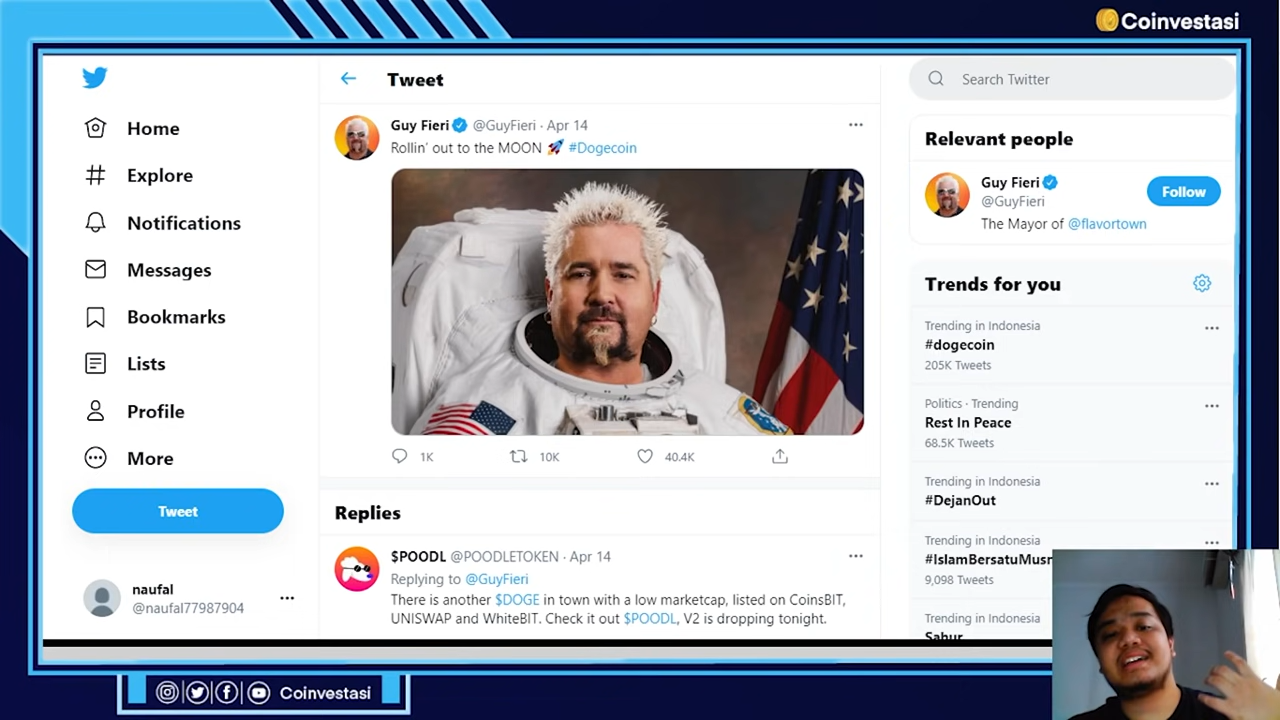 Coinvestasi
Tweet
Search Twitter
Home
Explore
Notifications
Messages
Bookmarks
Lists
Profile
More
Tweet
naufal
@naufal77987904
Guy Fieri @GuyFieri · Apr 14
Rollin' out to the MOON 🚀 #Dogecoin
1K 10K 40.4K
Replies
$POODL @POODLETOKEN · Apr 14
Replying to @GuyFieri
There is another $DOGE in town with a low marketcap, listed on CoinsBIT,
UNISWAP and WhiteBIT. Check it out $POODL, V2 is dropping tonight.
Relevant people
Guy Fieri
@GuyFieri
Follow
The Mayor of @flavortown
Trends for you
Trending in Indonesia
#dogecoin
205K Tweets
Politics · Trending
Rest In Peace
68.5K Tweets
Trending in Indonesia
#DejanOut
Trending in Indonesia
#IslamBersatuMusn
9,098 Tweets
Trending in Indonesia
Sahur
Coinvestasi